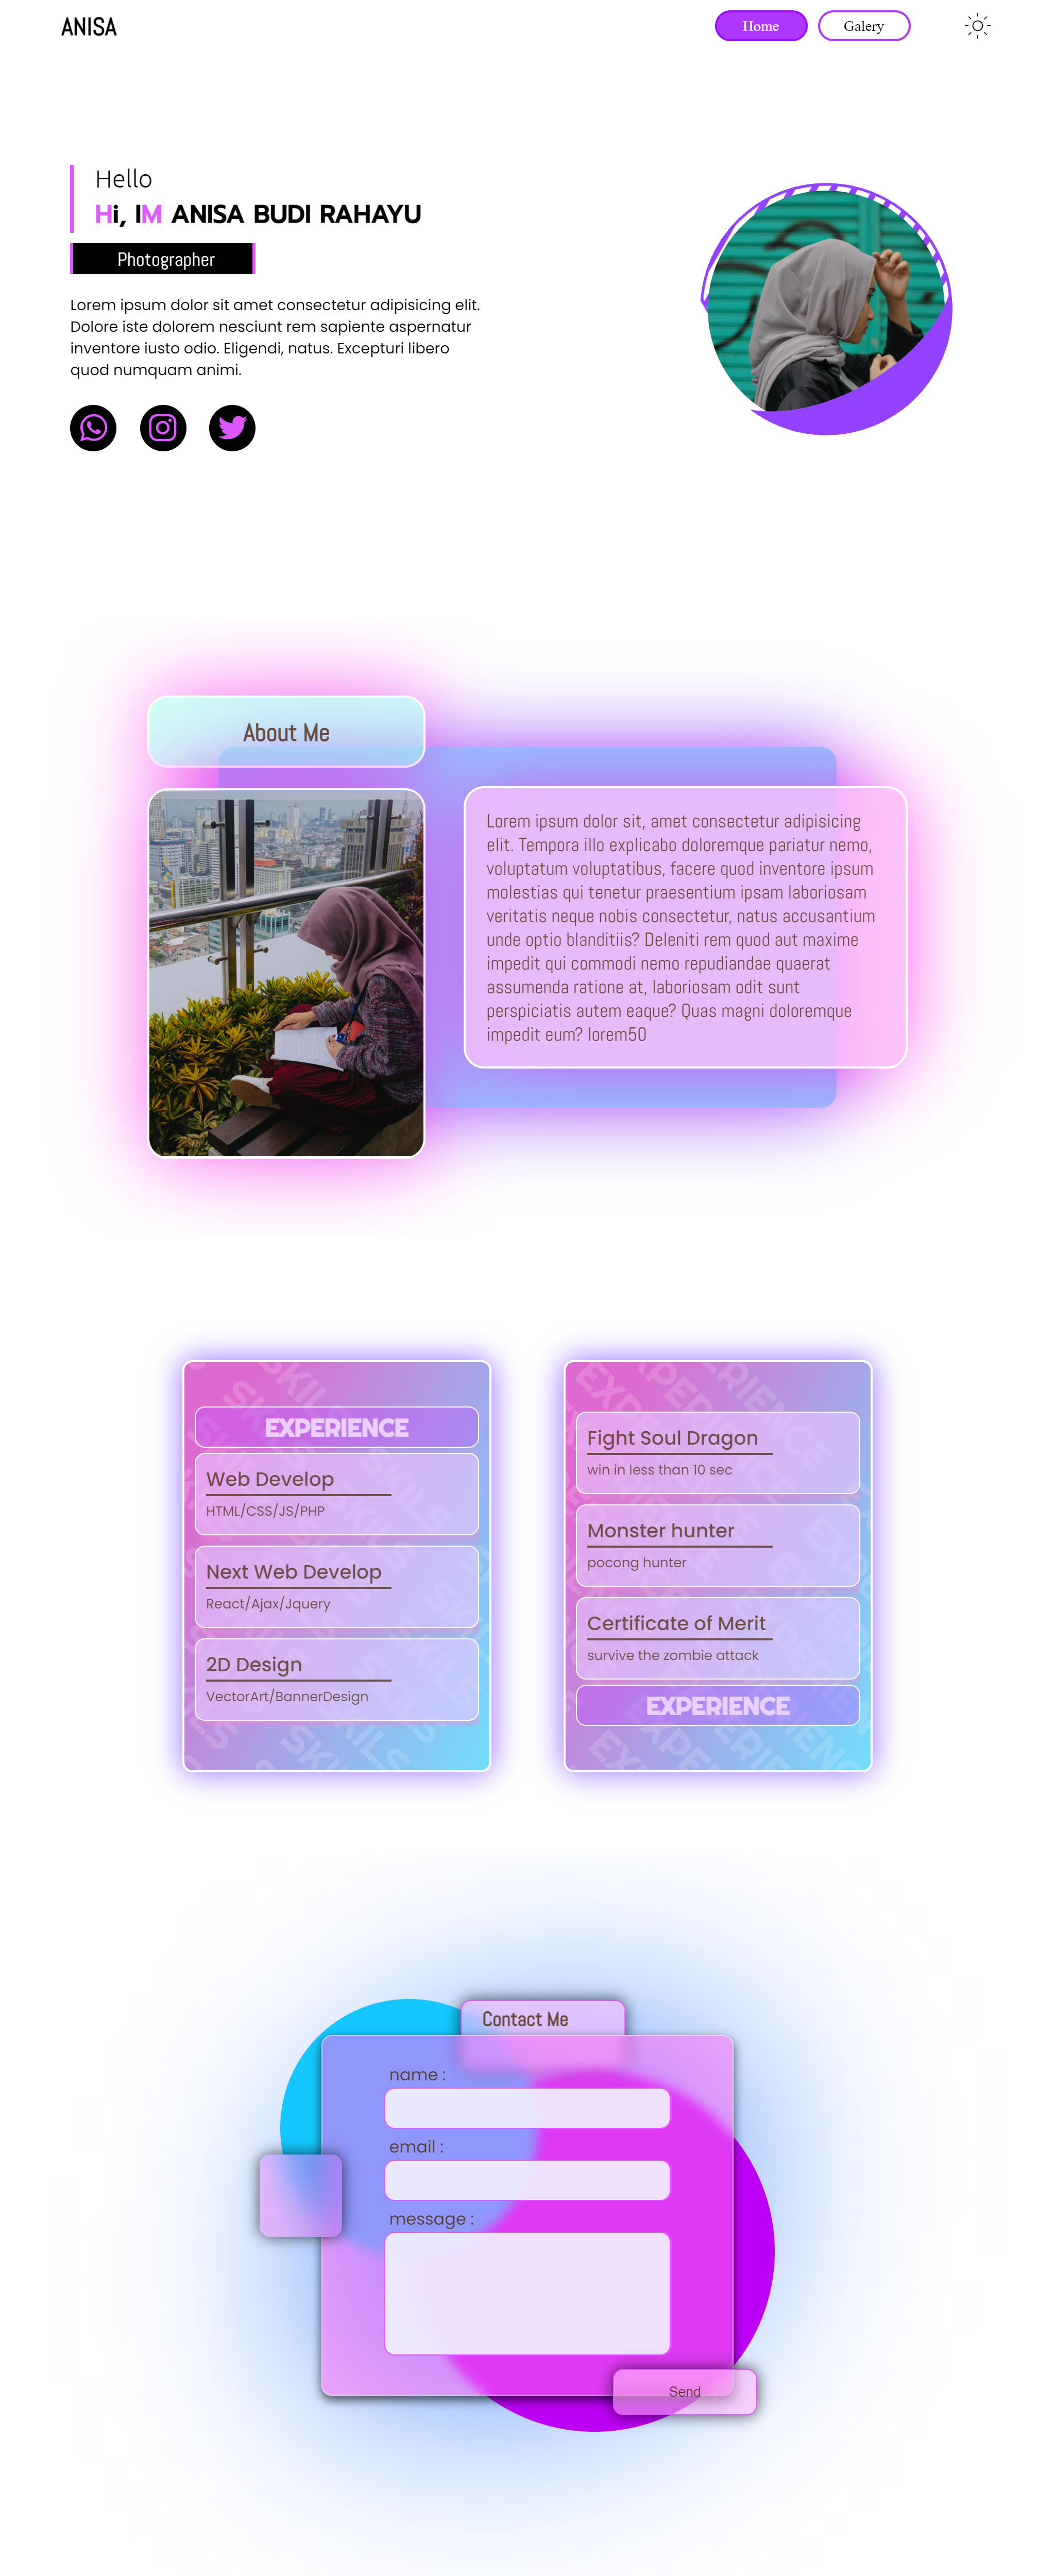 ANISA
Home
Galery
Hello
Hi, IM ANISA BUDI RAHAYU
Photographer
Lorem ipsum dolor sit amet consectetur adipisicing elit.
Dolore iste dolorem nesciunt rem sapiente aspernatur
inventore iusto odio. Eligendi, natus. Excepturi libero
quod numquam animi.
About Me
Lorem ipsum dolor sit, amet consectetur adipisicing
elit. Tempora illo explicabo doloremque pariatur nemo,
voluptatum voluptatibus, facere quod inventore ipsum
molestias qui tenetur praesentium ipsam laboriosam
veritatis neque nobis consectetur, natus accusantium
unde optio blanditiis? Deleniti rem quod aut maxime
impedit qui commodi nemo repudiandae quaerat
assumenda ratione at, laboriosam odit sunt
perspiciatis autem eaque? Quas magni doloremque
impedit eum? lorem50
EXPERIENCE
Web Develop
HTML/CSS/JS/PHP
Next Web Develop
React/Ajax/Jquery
2D Design
VectorArt/BannerDesign
Fight Soul Dragon
win in less than 10 sec
Monster hunter
pocong hunter
Certificate of Merit
survive the zombie attack
EXPERIENCE
Contact Me
name :
email :
message :
Send